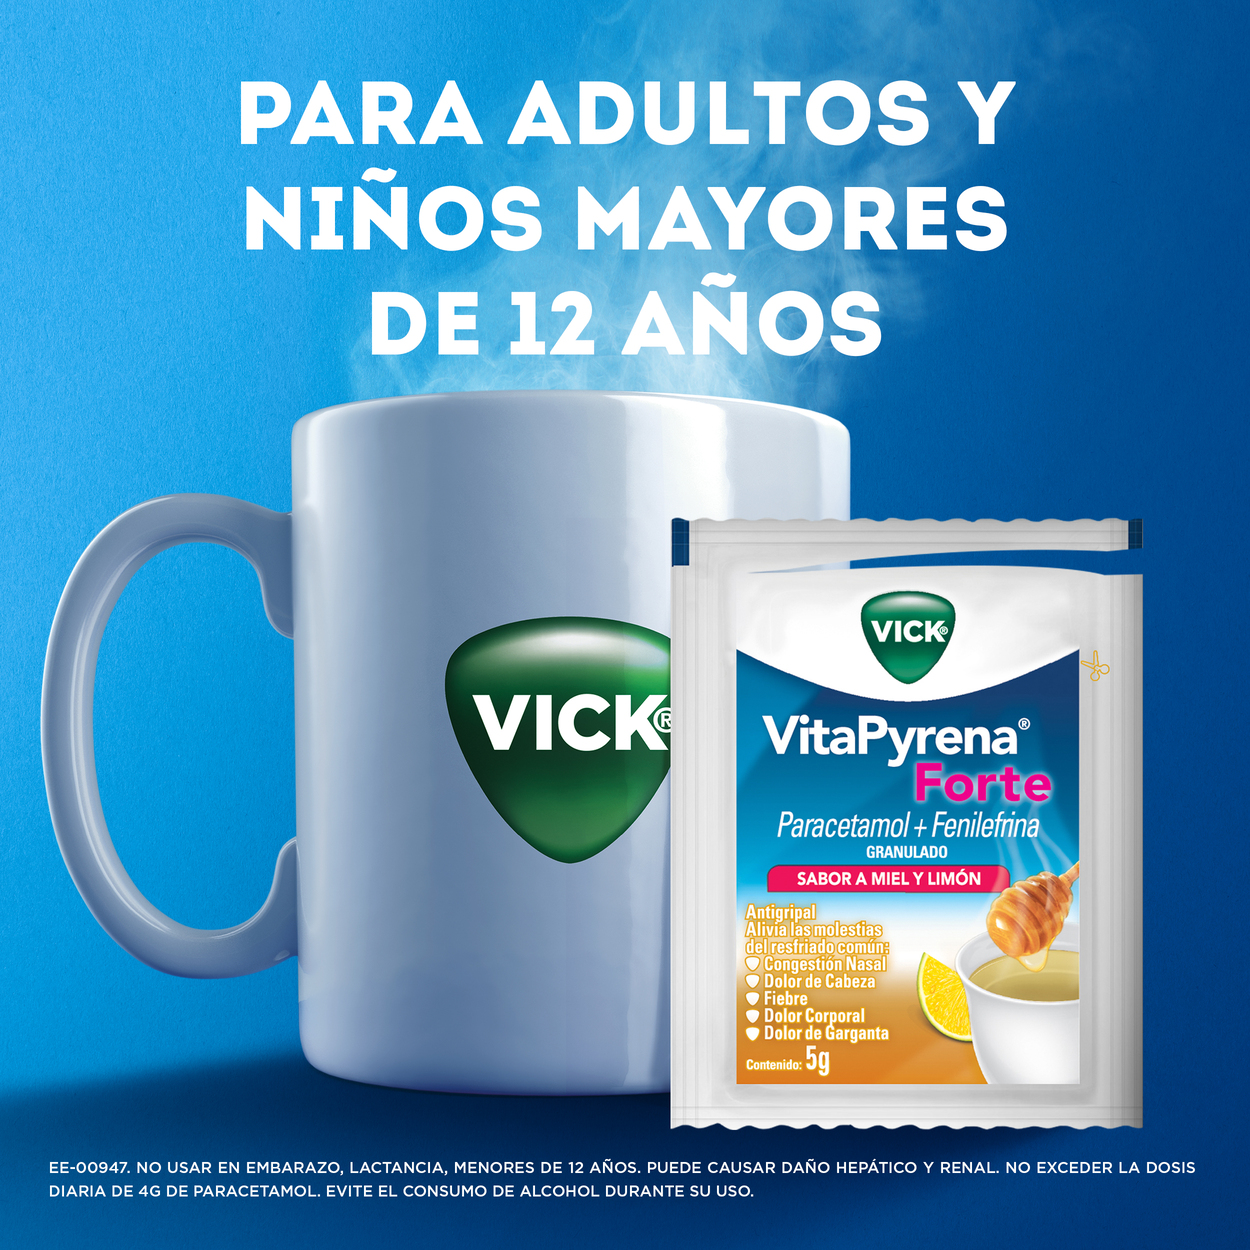 PARA ADULTOS Y
NIÑOS MAYORES
DE 12 AÑOS
VICK®
VICK®
VitaPyrena®
Forte
Paracetamol + Fenilefrina
GRANULADO
SABOR A MIEL Y LIMÓN
Antigripal
Alivia las molestias
del resfriado común:
Congestión Nasal
Dolor de Cabeza
Fiebre
Dolor Corporal
Dolor de Garganta
Contenido: 5g
EE-00947. NO USAR EN EMBARAZO, LACTANCIA, MENORES DE 12 AÑOS. PUEDE CAUSAR DAÑO HEPÁTICO Y RENAL. NO EXCEDER LA DOSIS
DIARIA DE 4G DE PARACETAMOL. EVITE EL CONSUMO DE ALCOHOL DURANTE SU USO.